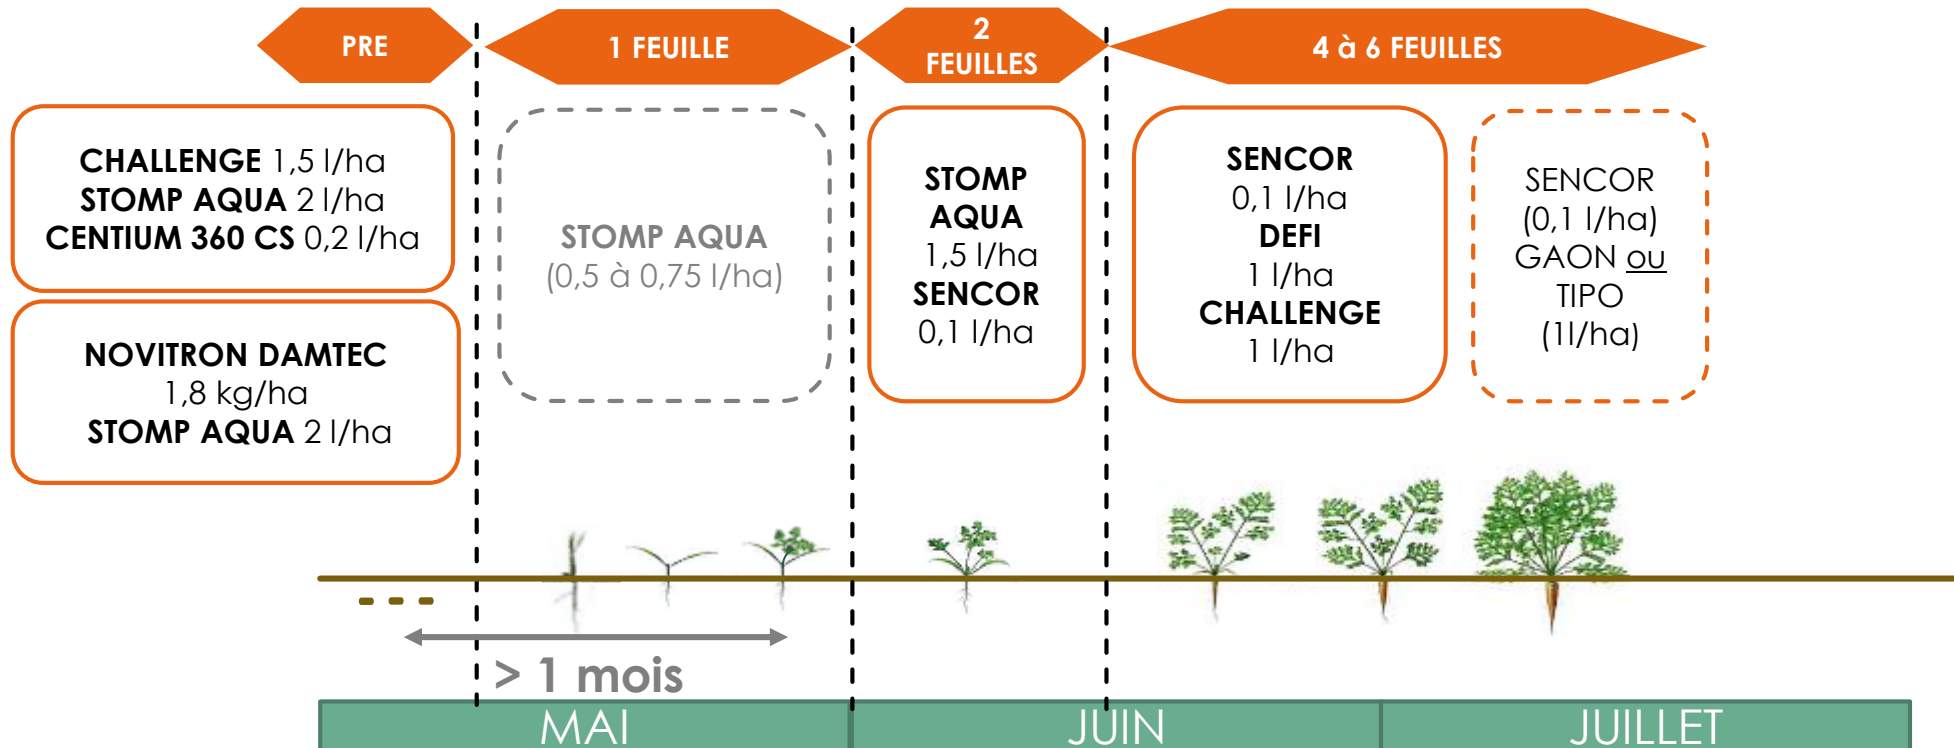 PRE
1 FEUILLE
2
FEUILLES
4 à 6 FEUILLES
CHALLENGE 1,5 l/ha
STOMP AQUA 2 l/ha
CENTIUM 360 CS 0,2 l/ha
NOVITRON DAMTEC
1,8 kg/ha
STOMP AQUA 2 l/ha
STOMP AQUA
(0,5 à 0,75 l/ha)
STOMP
AQUA
1,5 l/ha
SENCOR
0,1 l/ha
SENCOR
0,1 l/ha
DEFI
1 l/ha
CHALLENGE
1 l/ha
SENCOR
(0,1 l/ha)
GAON ou
TIPO
(1l/ha)
> 1 mois
MAI
JUIN
JUILLET